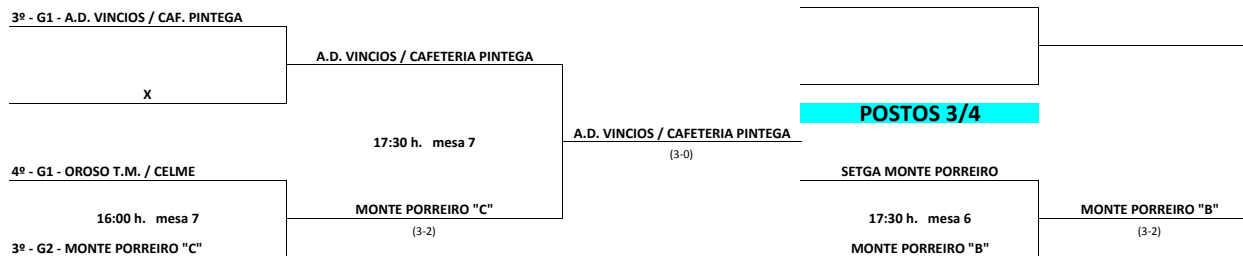 3º - G1 - A.D. VINCIOS / CAF. PINTEGA
A.D. VINCIOS / CAFETERIA PINTEGA
X
POSTOS 3/4
17:30 h. mesa 7
A.D. VINCIOS / CAFETERIA PINTEGA
(3-0)
4º - G1 - OROSO T.M. / CELME
SETGA MONTE PORREIRO
16:00 h. mesa 7
MONTE PORREIRO "C"
(3-2)
17:30 h. mesa 6
MONTE PORREIRO "B"
(3-2)
3º - G2 - MONTE PORREIRO "C"
MONTE PORREIRO "B"